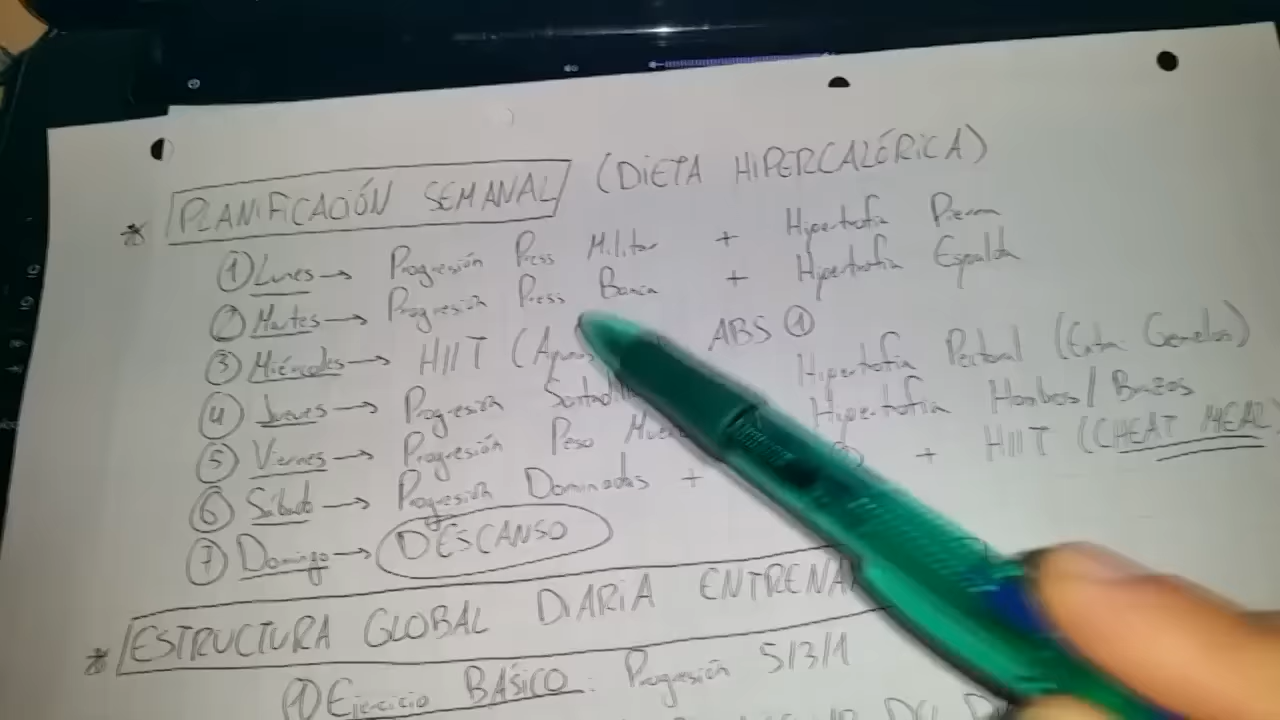 * PLANIFICACIÓN SEMANAL (DIETA HIPERCALÓRICA)
① Lunes → Progresión Press Militar + Hipertrofia Pierna
② Martes → Progresión Press Banca + Hipertrofia Espalda
③ Miércoles → HIIT ( ABS ①
④ Jueves → Progresión Hipertrofia Pectoral (Extra Gemelos)
⑤ Viernes → Progresión Peso Hipertrofia Hombros/Brazos
⑥ Sábado → Progresión Dominadas + + HIIT (CHEAT MEAL)
⑦ Domingo → DESCANSO
* ESTRUCTURA GLOBAL DIARIA
① Ejercicio BÁSICO: Progresión 5/3/1
DEL